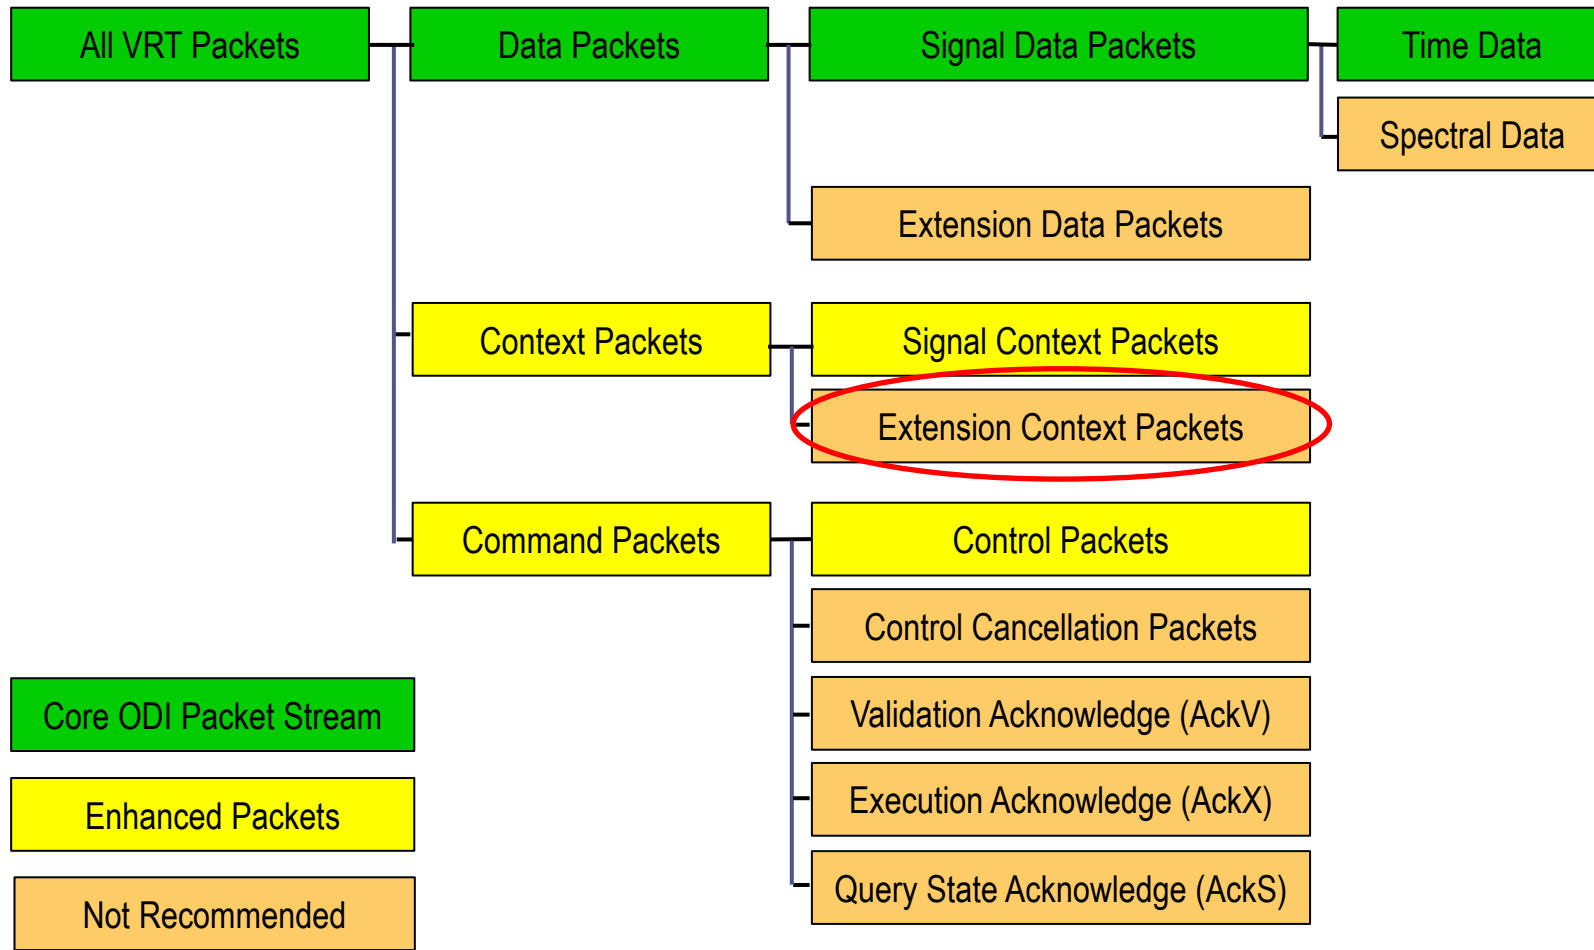 All VRT Packets
Data Packets
Signal Data Packets
Time Data
Spectral Data
Extension Data Packets
Context Packets
Signal Context Packets
Extension Context Packets
Command Packets
Control Packets
Control Cancellation Packets
Validation Acknowledge (AckV)
Execution Acknowledge (AckX)
Query State Acknowledge (AckS)
Core ODI Packet Stream
Enhanced Packets
Not Recommended